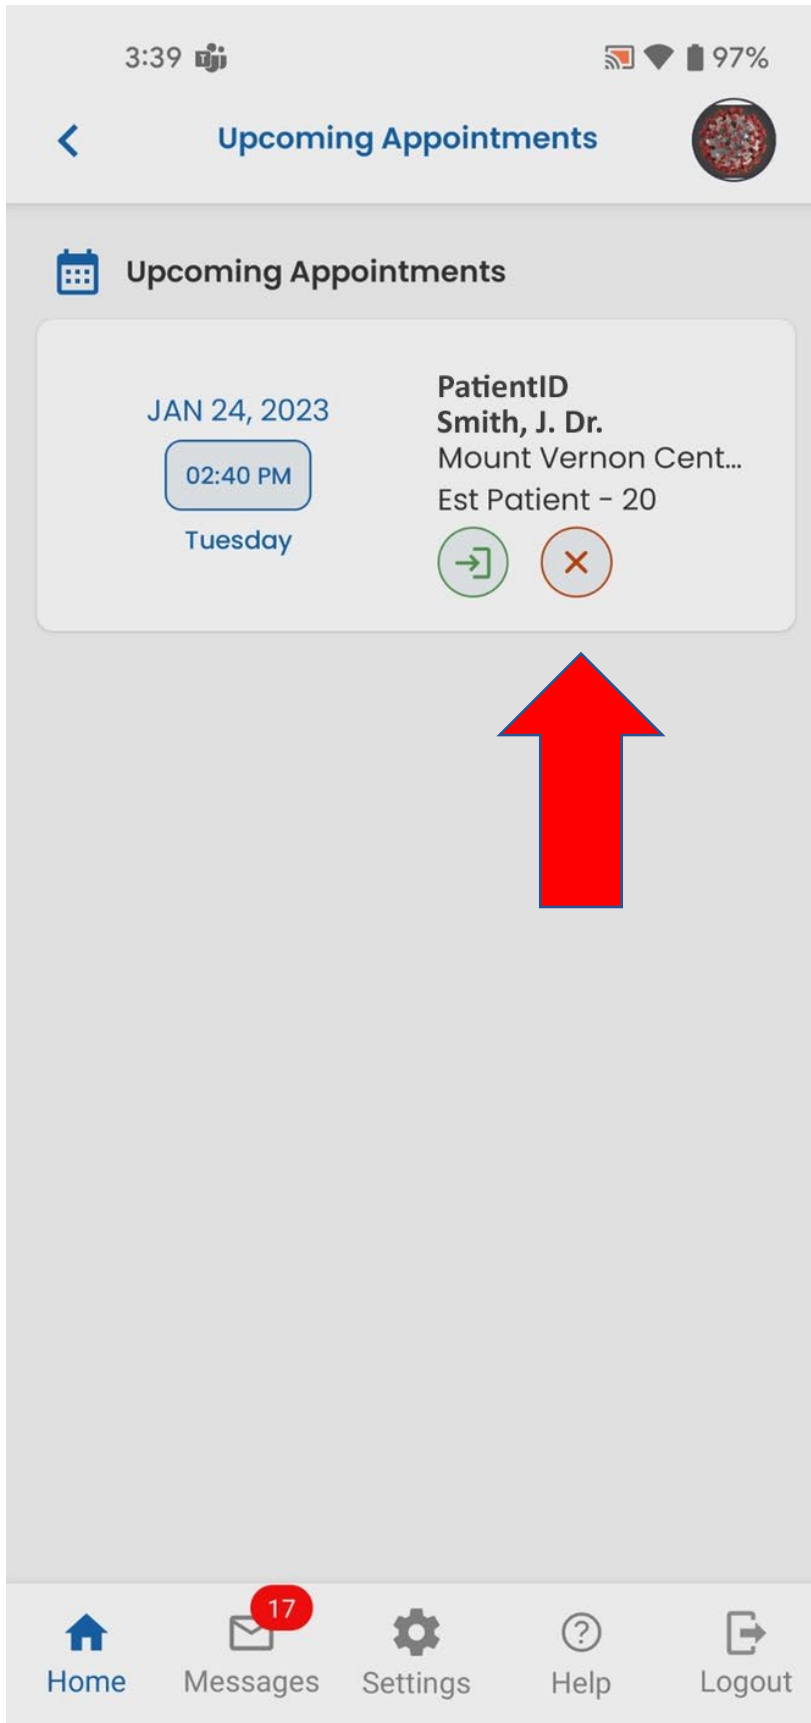 3:39
97%
Upcoming Appointments
Upcoming Appointments
JAN 24, 2023
02:40 PM
Tuesday
PatientID
Smith, J. Dr.
Mount Vernon Cent...
Est Patient - 20
17
Home
Messages
Settings
Help
Logout